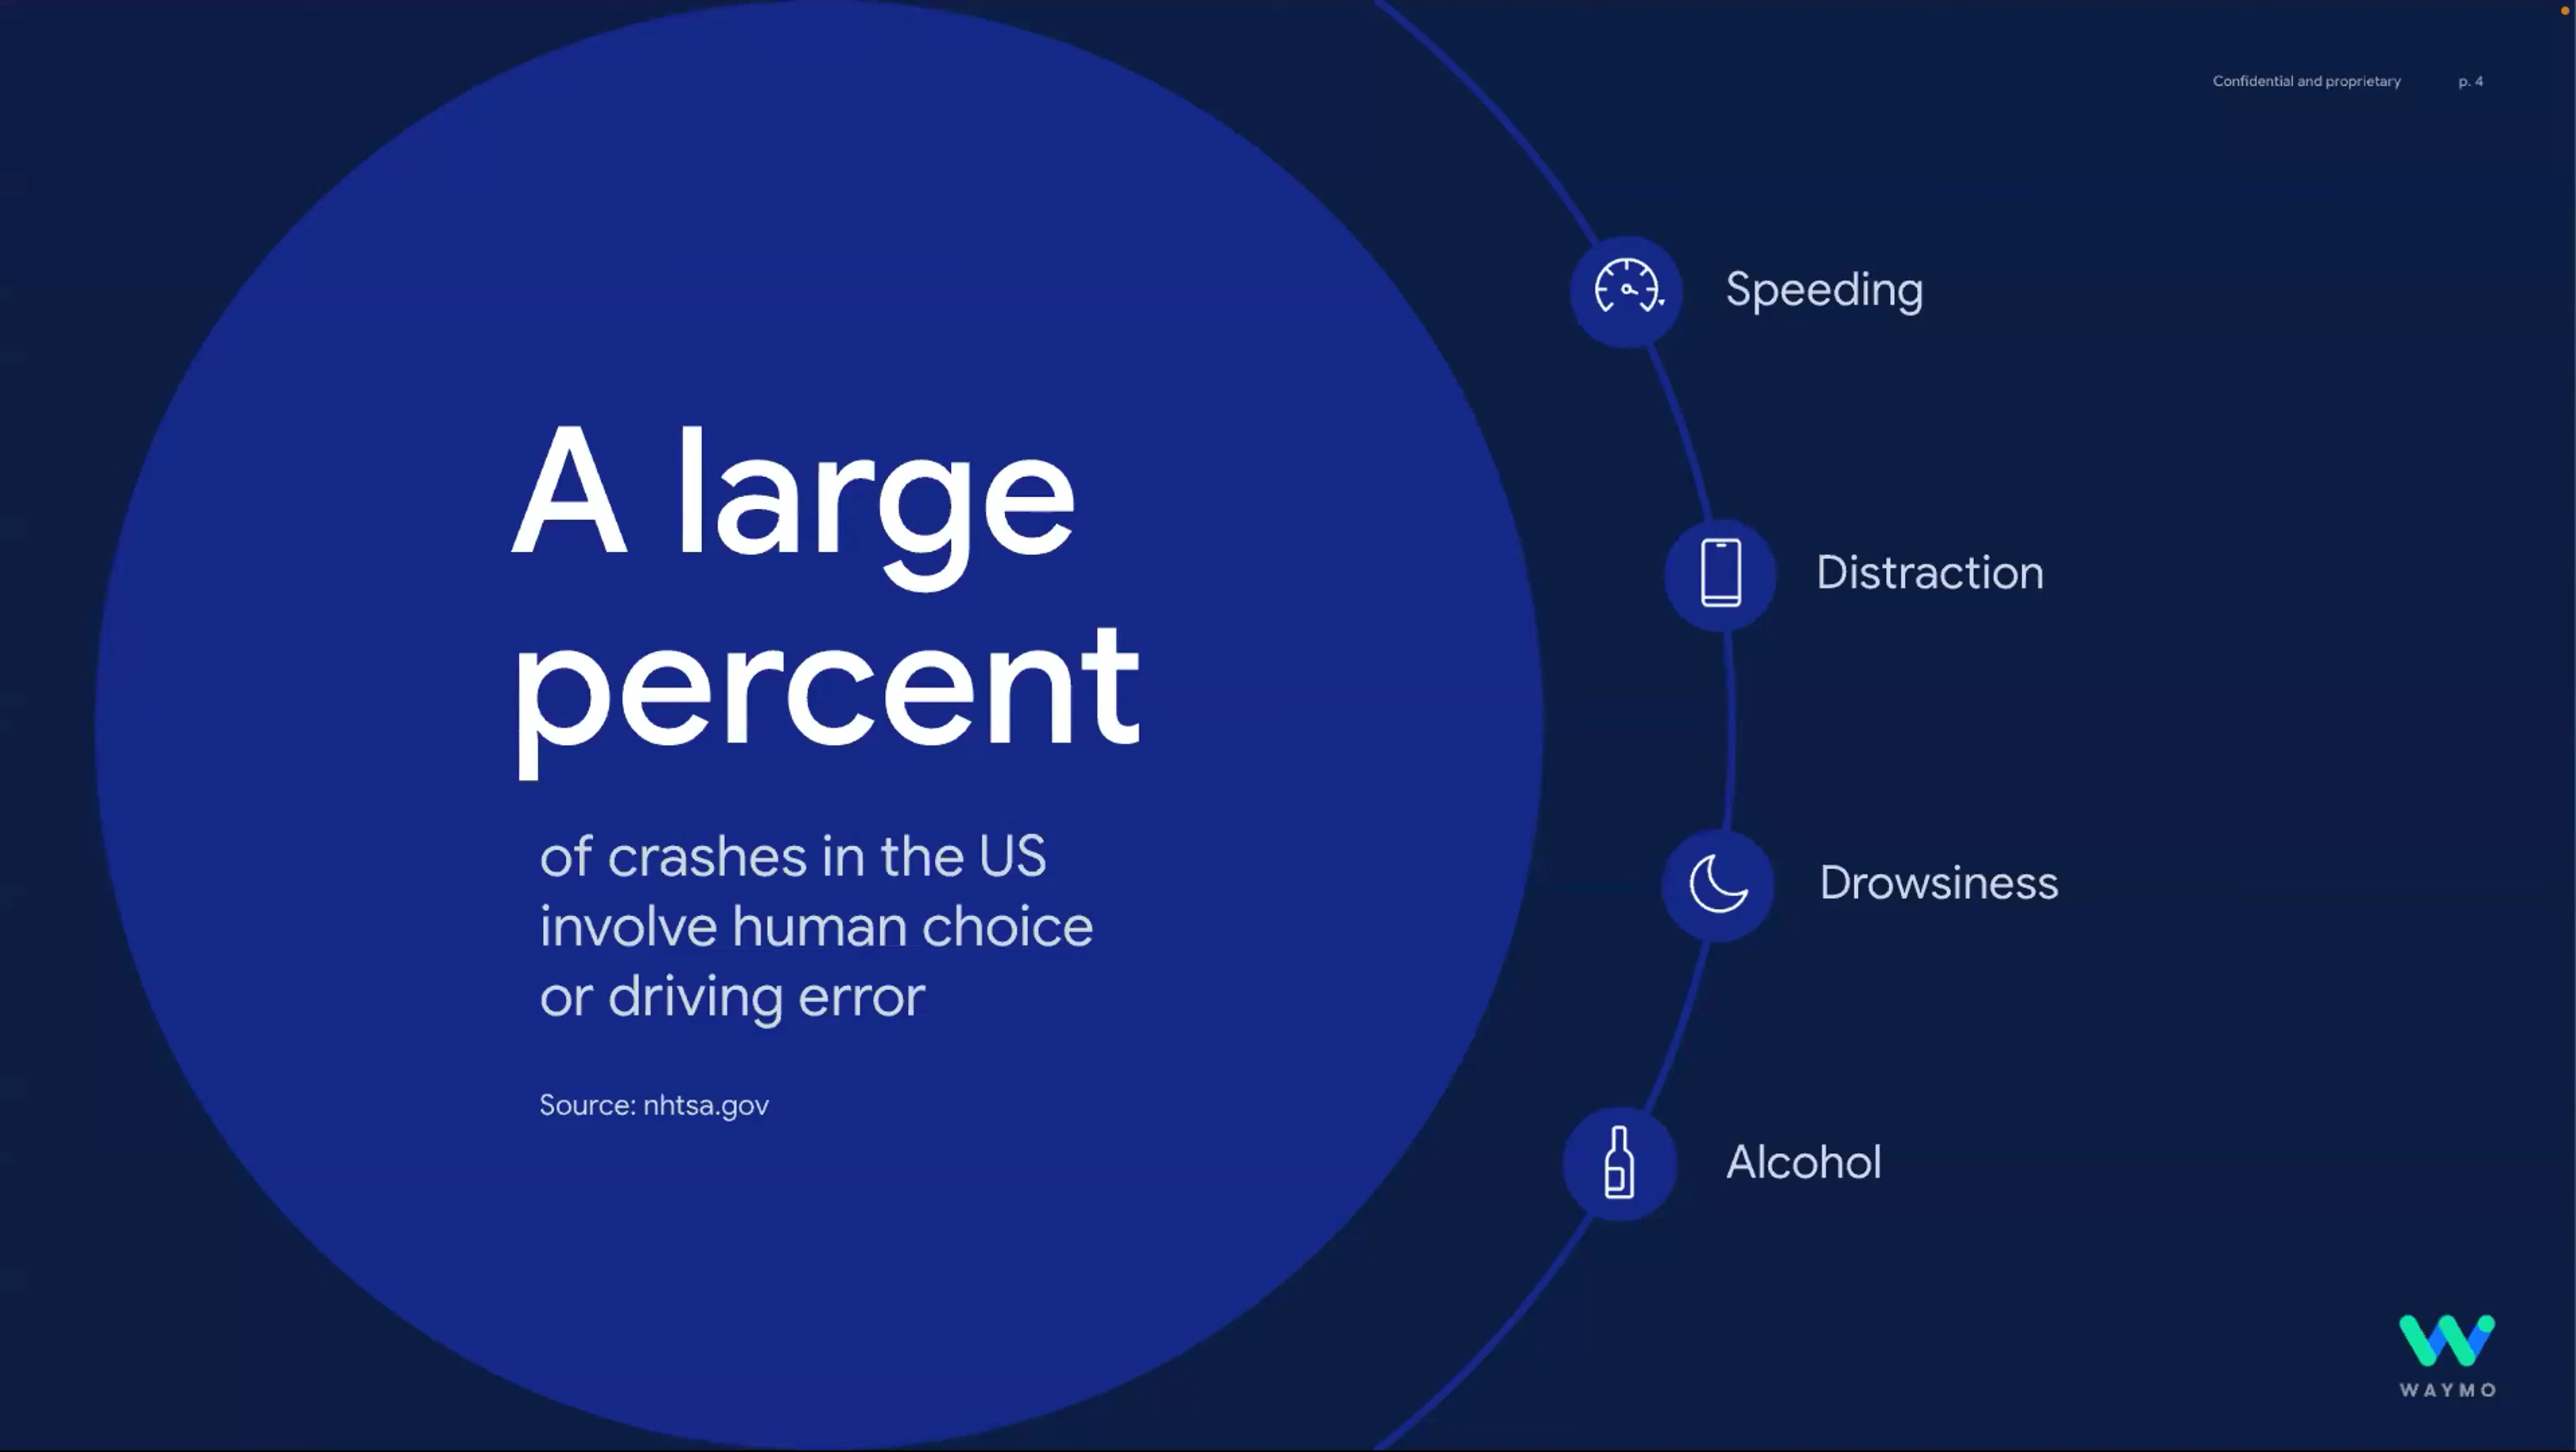 Confidential and proprietary p. 4
A large
percent
of crashes in the US
involve human choice
or driving error
Source: nhtsa.gov
Speeding
Distraction
Drowsiness
Alcohol
WAYMO